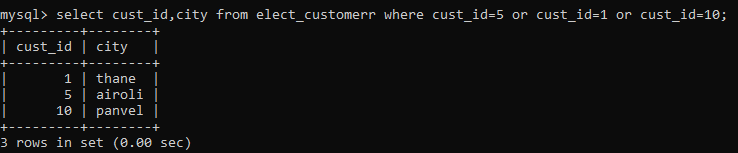 mysql> select cust_id,city from elect_customerr where cust_id=5 or cust_id=1 or cust_id=10;
+---------+--------+
| cust_id | city   |
+---------+--------+
|       1 | thane  |
|       5 | airoli |
|      10 | panvel |
+---------+--------+
3 rows in set (0.00 sec)